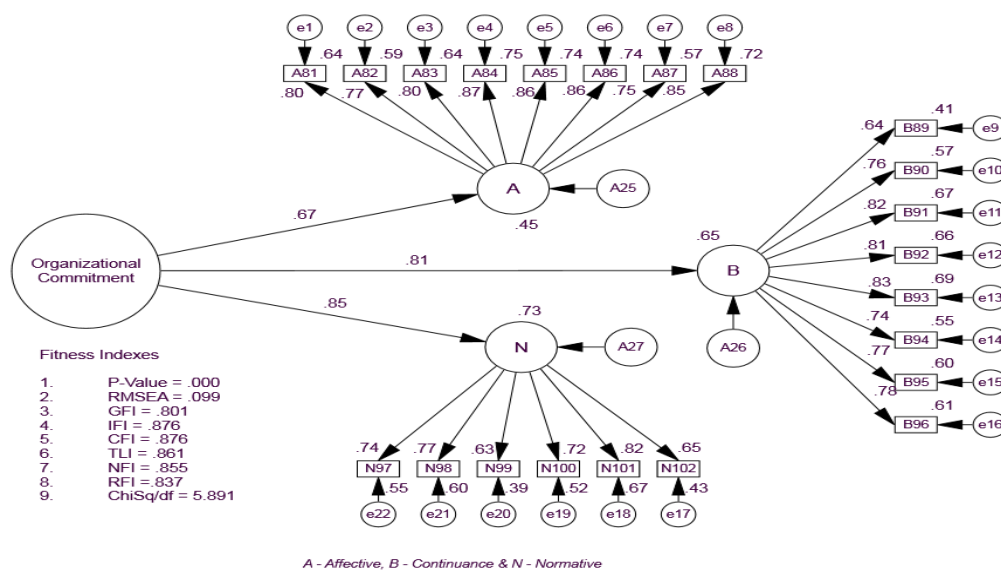 e1 e2 e3 e4 e5 e6 e7 e8
.64 .59 .64 .75 .74 .74 .57 .72
A81 A82 A83 A84 A85 A86 A87 A88
.80 .77 .80 .87 .86 .86 .75 .85
A
A25
.45
.67
Organizational
Commitment
.81
.85
.65
B
A26
.41
.64 B89 e9
.57
.76 B90 e10
.67
.82 B91 e11
.66
.81 B92 e12
.69
.83 B93 e13
.55
.74 B94 e14
.60
.77 B95 e15
.61
.78 B96 e16
.73
N
A27
.74 .77 .63 .72 .82 .65
N97 N98 N99 N100 N101 N102
.55 .60 .39 .52 .67 .43
e22 e21 e20 e19 e18 e17
Fitness Indexes
1. P-Value = .000
2. RMSEA = .099
3. GFI = .801
4. IFI = .876
5. CFI = .876
6. TLI = .861
7. NFI = .855
8. RFI = .837
9. ChiSq/df = 5.891
A - Affective, B - Continuance & N - Normative